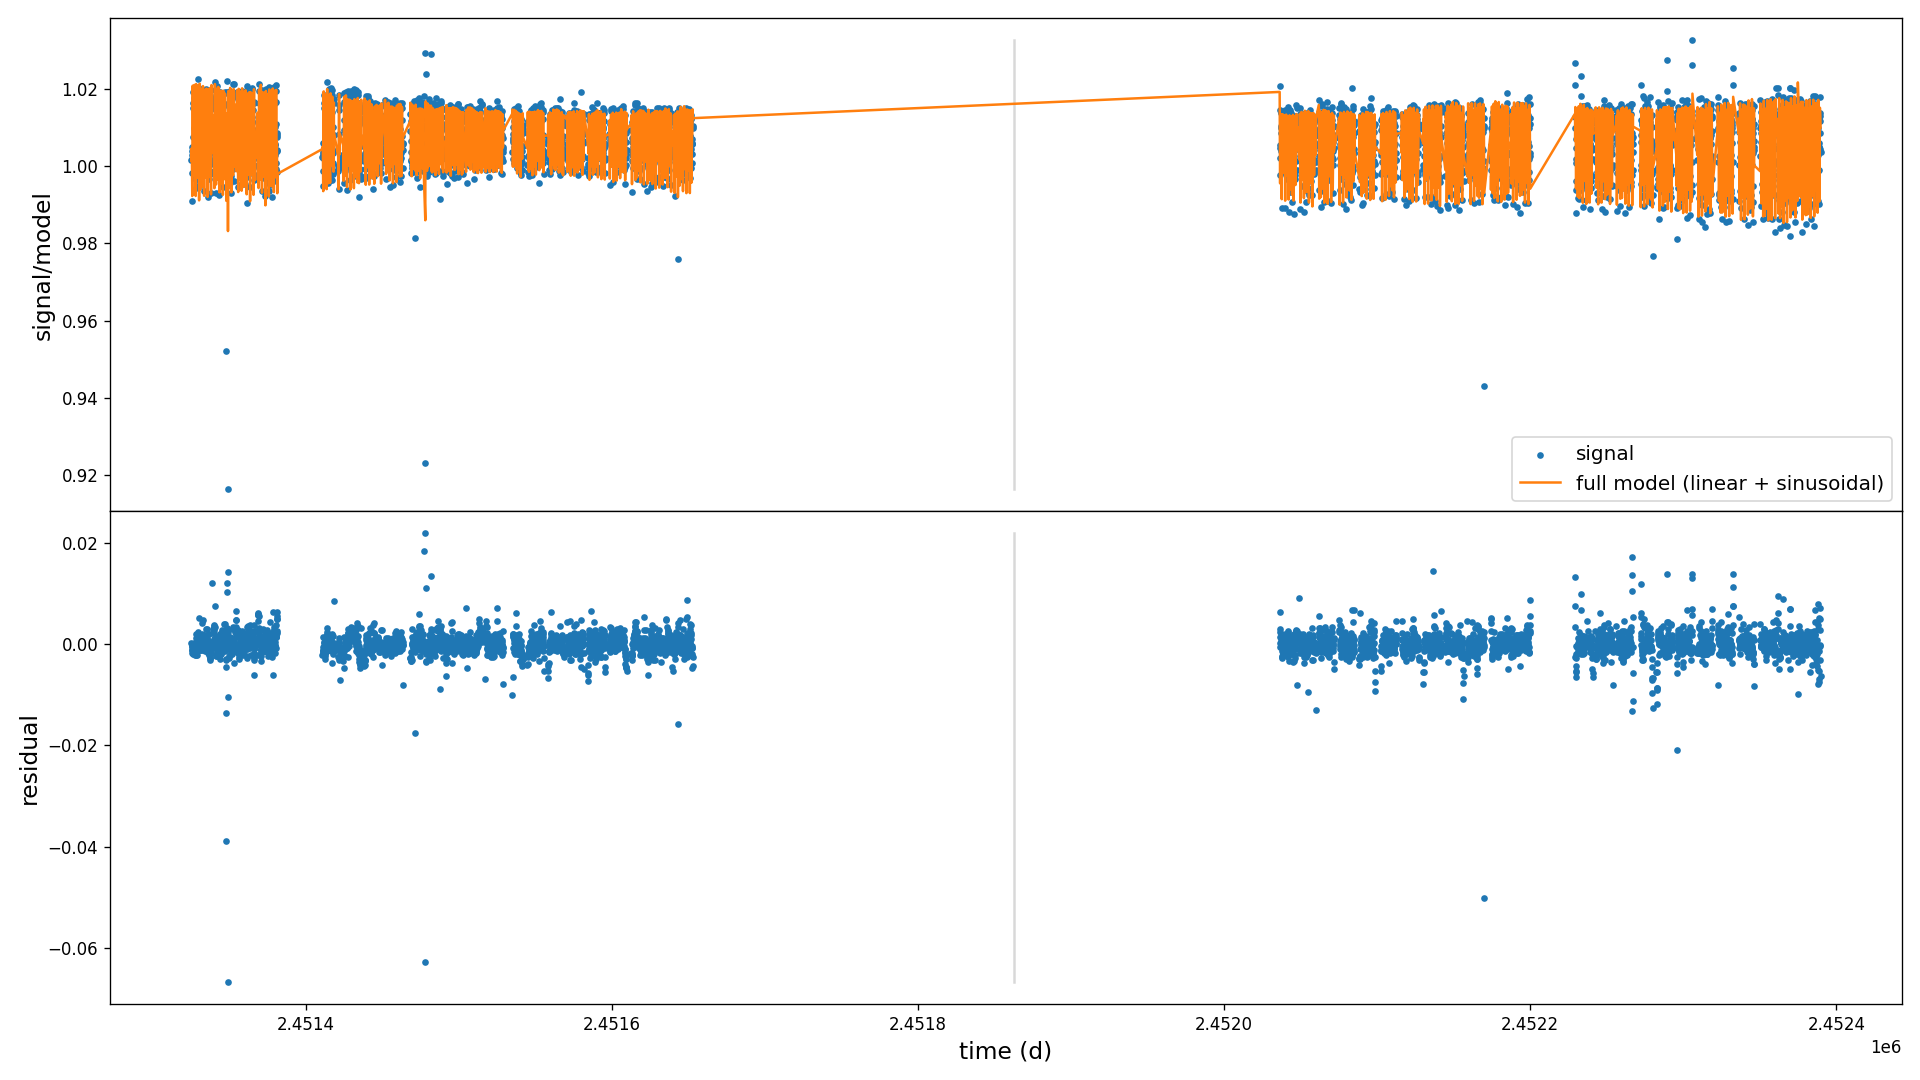 1.02
1.00
0.98
0.96
0.94
0.92
signal/model
signal
full model (linear + sinusoidal)
0.02
0.00
−0.02
−0.04
−0.06
residual
2.4514
2.4516
2.4518
2.4520
2.4522
2.4524
1e6
time (d)